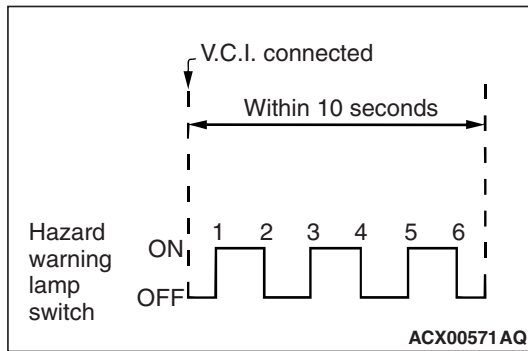 V.C.I. connected
Within 10 seconds
1 2 3 4 5 6
Hazard
warning
lamp
switch
ON
OFF
ACX00571AQ